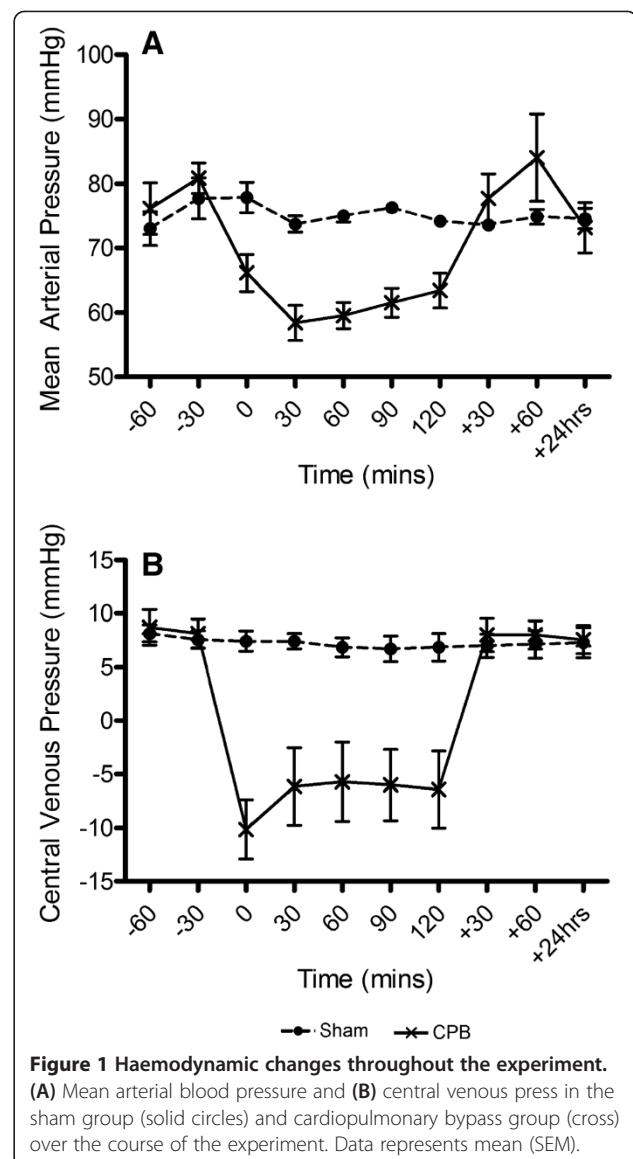 A
Mean Arterial Pressure (mmHg)
100
90
80
70
60
50
-60 -30 0 30 60 90 120 +30 +60 +24hrs
Time (mins)
B
Central Venous Pressure (mmHg)
15
10
5
0
-5
-10
-15
-60 -30 0 30 60 90 120 +30 +60 +24hrs
Time (mins)
Sham CPB
Figure 1 Haemodynamic changes throughout the experiment.
(A) Mean arterial blood pressure and (B) central venous press in the
sham group (solid circles) and cardiopulmonary bypass group (cross)
over the course of the experiment. Data represents mean (SEM).